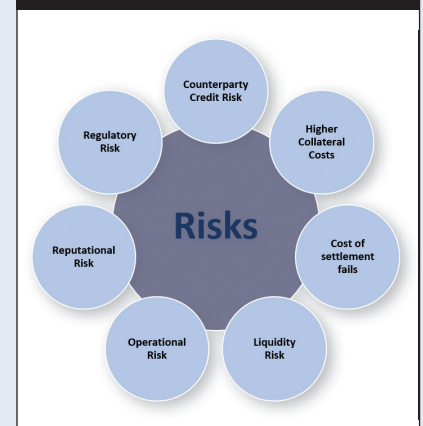 Counterparty
Credit Risk
Higher
Collateral
Costs
Cost of
settlement
fails
Liquidity
Risk
Operational
Risk
Reputational
Risk
Regulatory
Risk
Risks